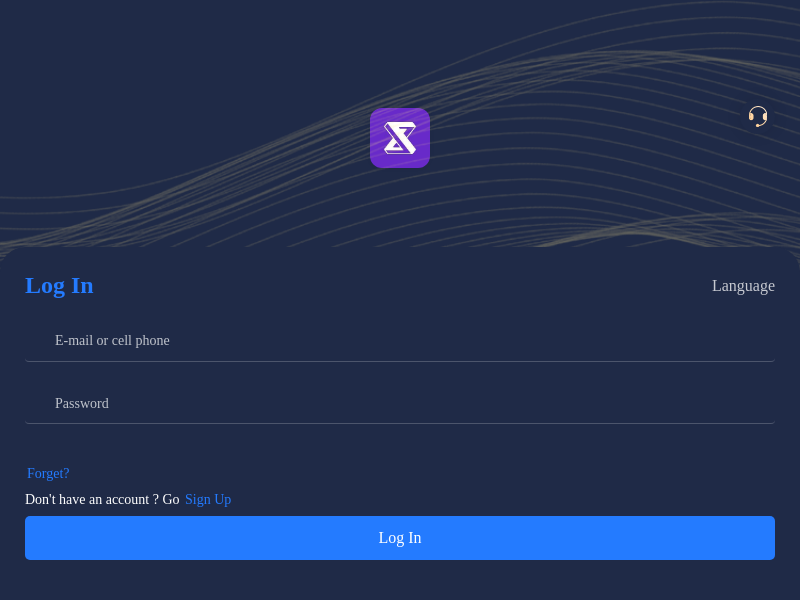 Log In
Language
E-mail or cell phone
Password
Forget?
Don't have an account ? Go Sign Up
Log In